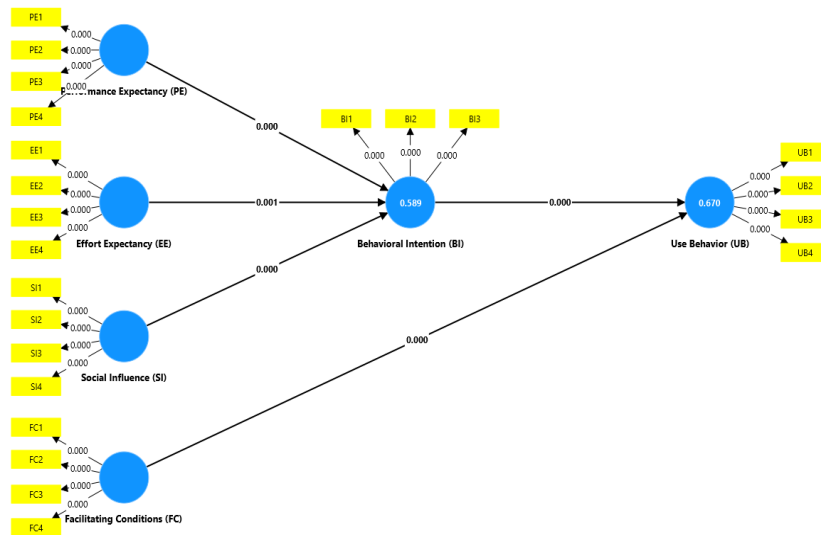 PE1
0.000
PE2
0.000
0.000
PE3
0.000
Performance Expectancy (PE)
PE4
0.000
BI1
BI2
BI3
0.000
0.000
0.000
EE1
0.000
EE2
0.000
0.000
EE3
0.000
EE4
Effort Expectancy (EE)
0.001
0.589
Behavioral Intention (BI)
0.000
0.670
Use Behavior (UB)
UB1
0.000
UB2
0.000
0.000
UB3
0.000
UB4
0.000
SI1
0.000
SI2
0.000
0.000
SI3
0.000
SI4
Social Influence (SI)
0.000
FC1
0.000
FC2
0.000
0.000
FC3
0.000
FC4
Facilitating Conditions (FC)